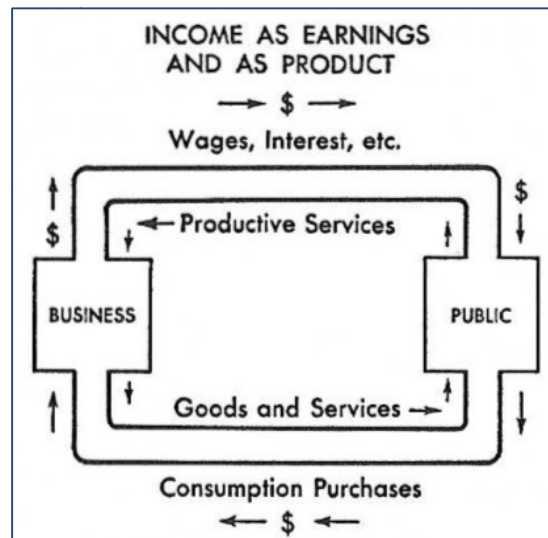 INCOME AS EARNINGS
AND AS PRODUCT
→ $ →
Wages, Interest, etc.
$
$
← Productive Services
BUSINESS
PUBLIC
Goods and Services →
Consumption Purchases
← $ ←